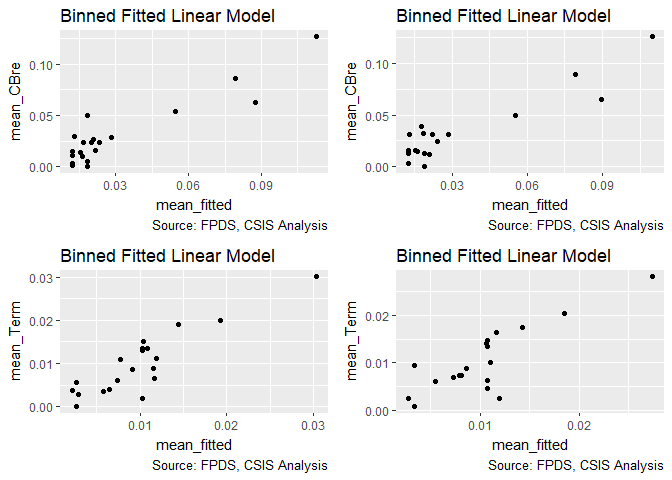 Binned Fitted Linear Model
mean_CBre
0.10
0.05
0.00
0.03 0.06 0.09
mean_fitted
Source: FPDS, CSIS Analysis
Binned Fitted Linear Model
mean_CBre
0.10
0.05
0.00
0.03 0.06 0.09
mean_fitted
Source: FPDS, CSIS Analysis
Binned Fitted Linear Model
mean_Term
0.03
0.02
0.01
0.00
0.01 0.02 0.03
mean_fitted
Source: FPDS, CSIS Analysis
Binned Fitted Linear Model
mean_Term
0.02
0.01
0.00
0.01 0.02
mean_fitted
Source: FPDS, CSIS Analysis